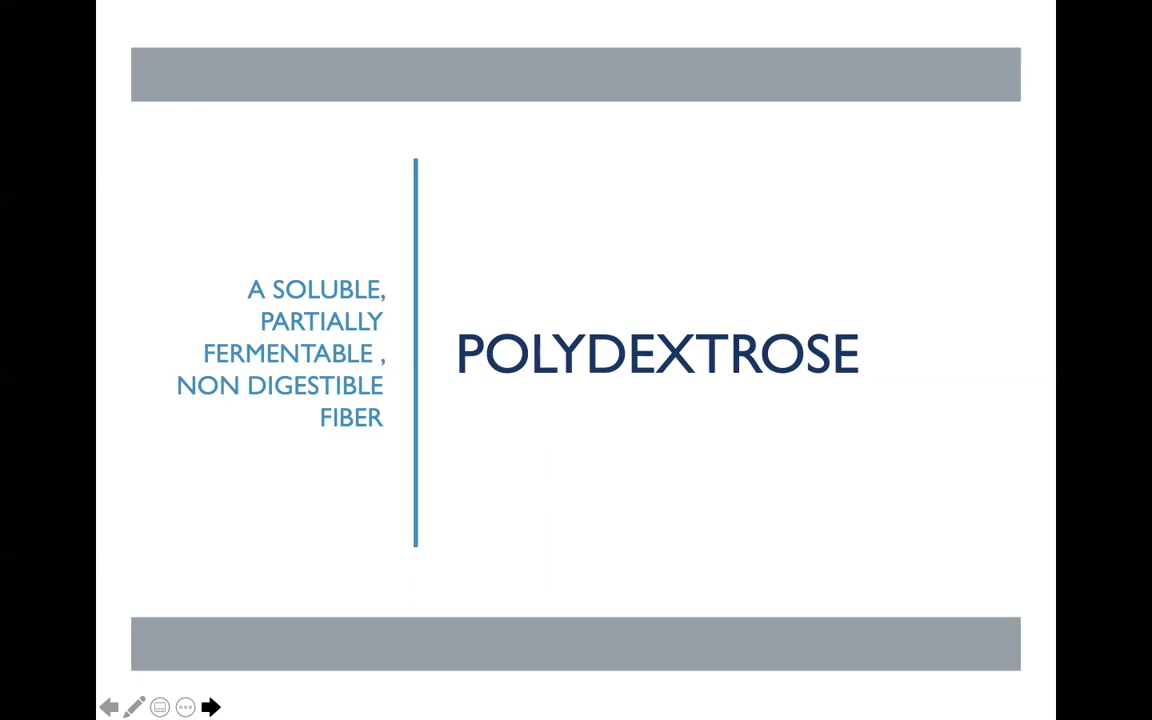 A SOLUBLE,
PARTIALLY
FERMENTABLE ,
NON DIGESTIBLE
FIBER
POLYDEXTROSE